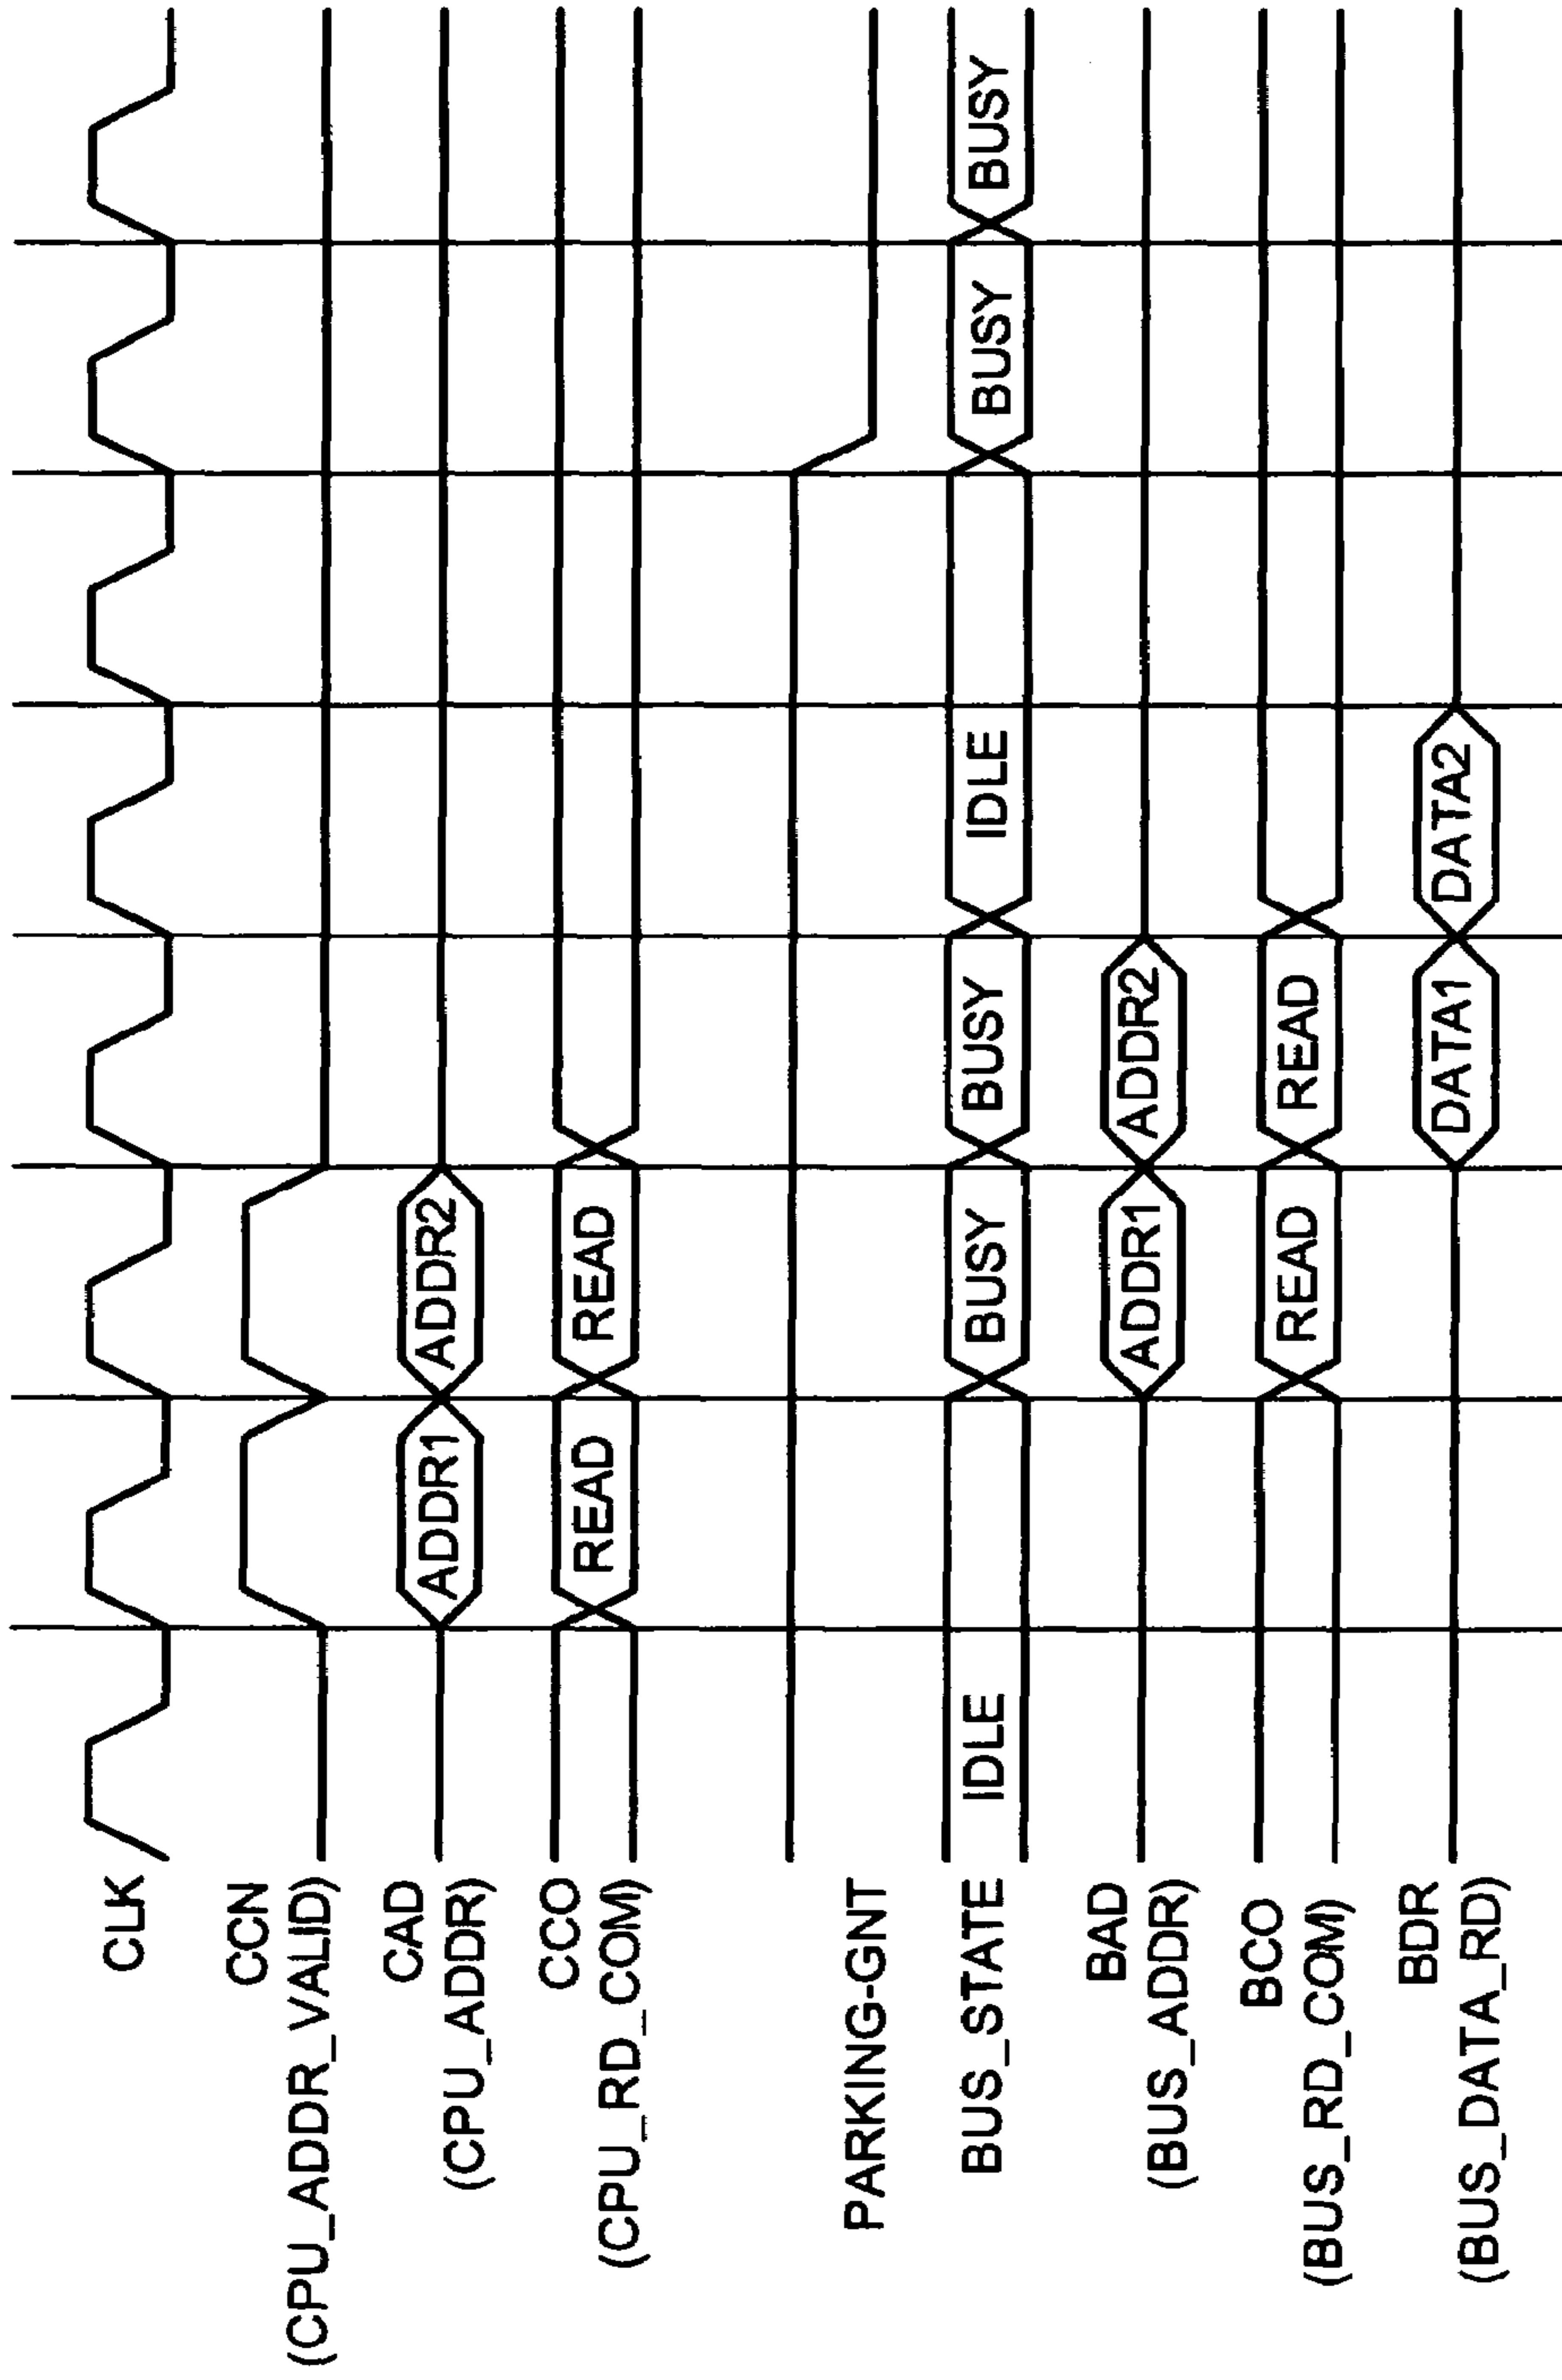 CLK
CCN
(CPU_ADDR_VALID)
CAD
(CPU_ADDR)
ADDR1 ADDR2
CCO
(CPU_RD_COM)
READ READ
PARKING-GNT
BUS_STATE
IDLE BUSY BUSY IDLE BUSY BUSY
BAD
(BUS_ADDR)
ADDR1 ADDR2
BCO
(BUS_RD_COM)
READ READ
BDR
(BUS_DATA_RD)
DATA1 DATA2